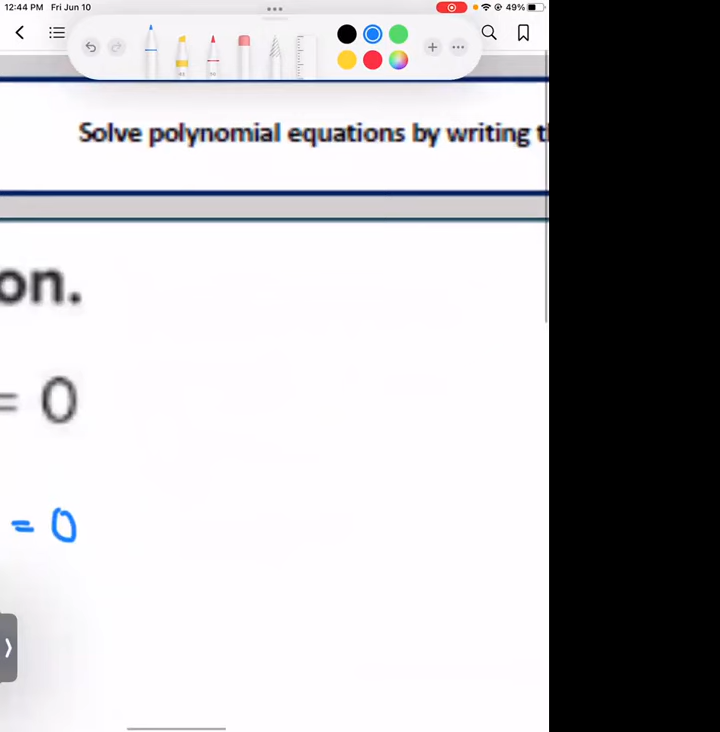 12:44 PM Fri Jun 10
49%
Solve polynomial equations by writing t
on.
= 0
= 0